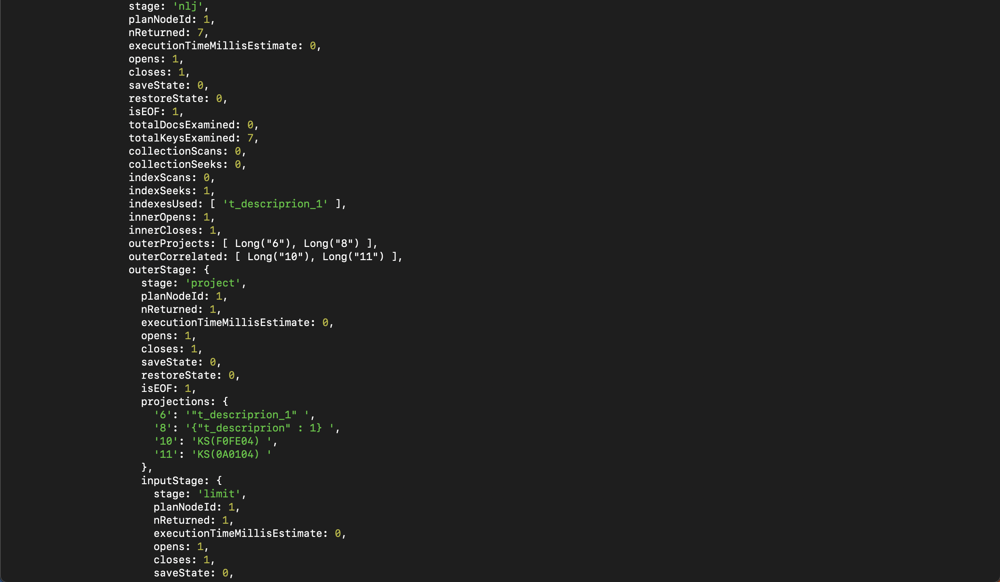 stage: 'nlj',
planNodeId: 1,
nReturned: 7,
executionTimeMillisEstimate: 0,
opens: 1,
closes: 1,
saveState: 0,
restoreState: 0,
isEOF: 1,
totalDocsExamined: 0,
totalKeysExamined: 7,
collectionScans: 0,
collectionSeeks: 0,
indexScans: 0,
indexSeeks: 1,
indexesUsed: [ 't_descriprion_1' ],
innerOpens: 1,
innerCloses: 1,
outerProjects: [ Long("6"), Long("8") ],
outerCorrelated: [ Long("10"), Long("11") ],
outerStage: {
stage: 'project',
planNodeId: 1,
nReturned: 1,
executionTimeMillisEstimate: 0,
opens: 1,
closes: 1,
saveState: 0,
restoreState: 0,
isEOF: 1,
projections: {
'6': '"t_descriprion_1" ',
'8': '{"t_descriprion" : 1} ',
'10': 'KS(F0FE04) ',
'11': 'KS(0A0104) '
},
inputStage: {
stage: 'limit',
planNodeId: 1,
nReturned: 1,
executionTimeMillisEstimate: 0,
opens: 1,
closes: 1,
saveState: 0,